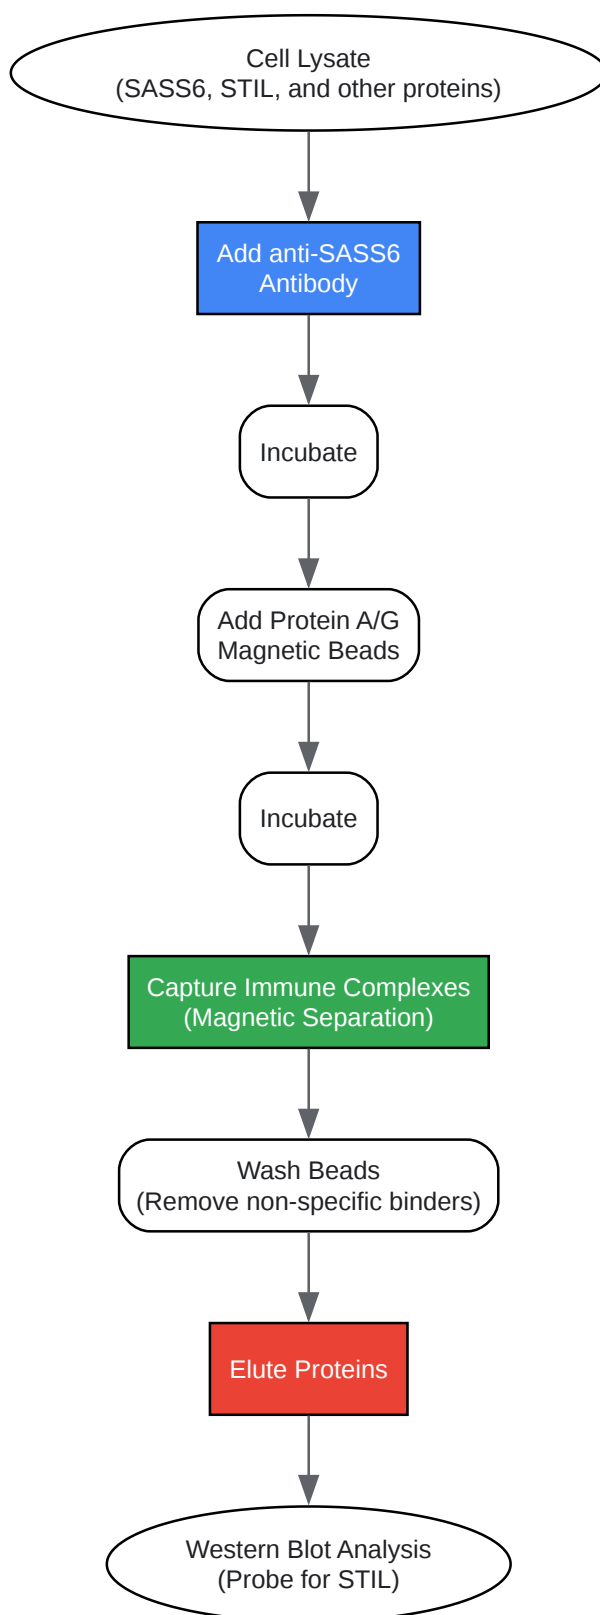 Cell Lysate
(SASS6, STIL, and other proteins)
Add anti-SASS6
Antibody
Incubate
Add Protein A/G
Magnetic Beads
Incubate
Capture Immune Complexes
(Magnetic Separation)
Wash Beads
(Remove non-specific binders)
Elute Proteins
Western Blot Analysis
(Probe for STIL)